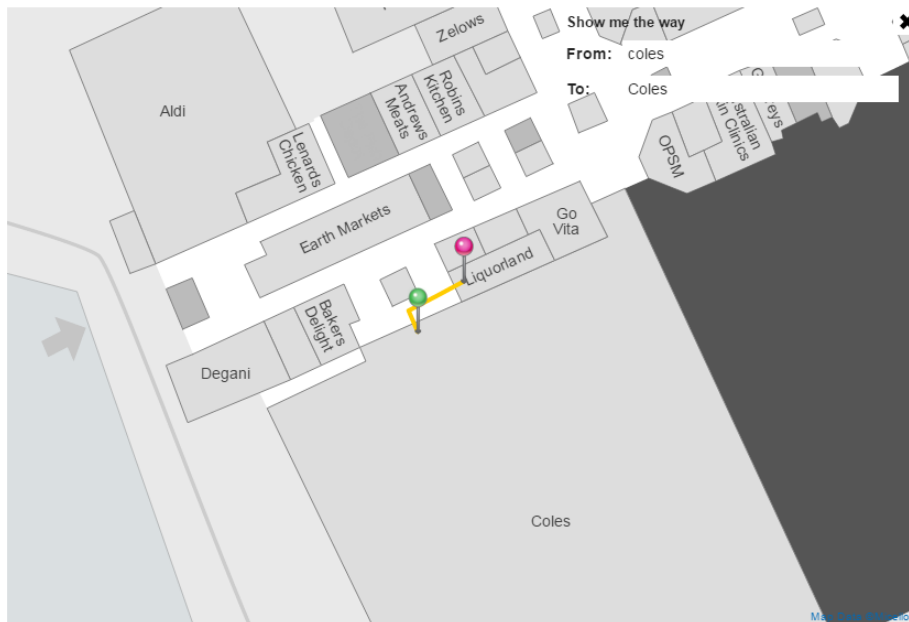 Show me the way
From: coles
To: Coles
Zelows
Aldi
Andrews
Meats
Robins
Kitchen
Lenards
Chicken
OPSM
Earth Markets
Go
Vita
Liquorland
Bakers
Delight
Degani
Coles